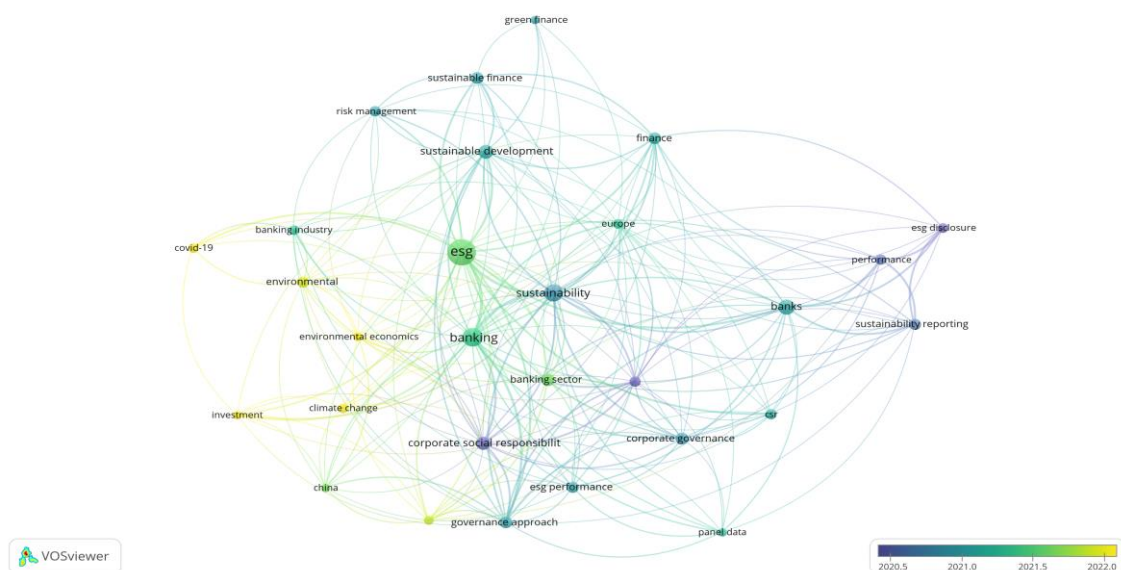 green finance
sustainable finance
risk management
finance
sustainable development
europe
esg disclosure
banking industry
covid-19
esg
performance
environmental
sustainability
banks
sustainability reporting
environmental economics
banking
banking sector
climate change
investment
csr
corporate governance
corporate social responsibilit
esg performance
china
governance approach
panel data
VOSviewer
2020.5 2021.0 2021.5 2022.0